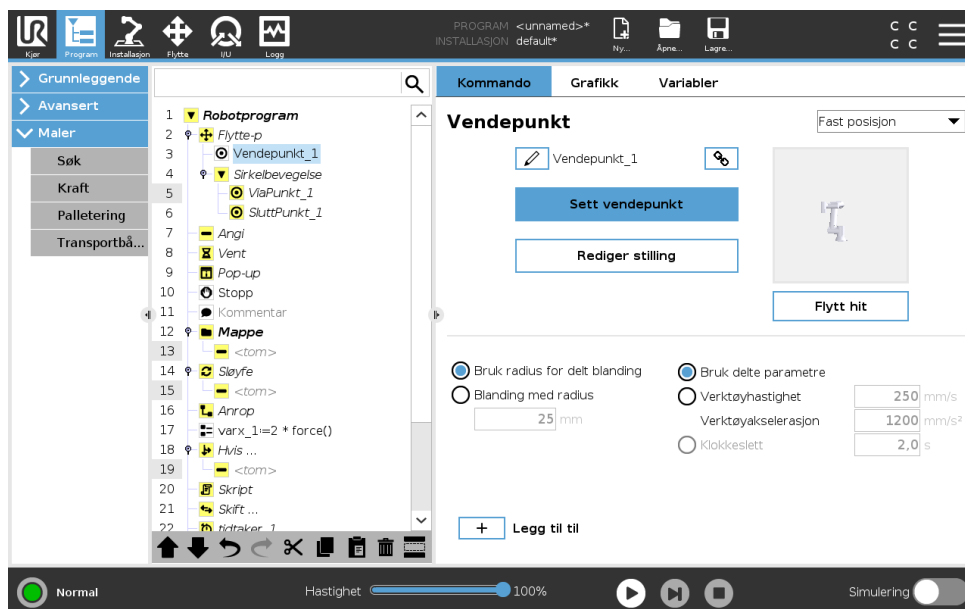 UR
PROGRAM <unnamed>*
INSTALLASJON default*
Kjør Program Installasjon Flytte I/U Logg Ny... Åpne... Lagre...
C C
C C
Grunnleggende
Avansert
Maler
Søk
Kraft
Palletering
Transportbå...
1 Robotprogram
2 Flytte-p
3 Vendepunkt_1
4 Sirkelbevegelse
5 ViaPunkt_1
6 SluttPunkt_1
7 Angi
8 Vent
9 Pop-up
10 Stopp
11 Kommentar
12 Mappe
13 <tom>
14 Sløyfe
15 <tom>
16 Anrop
17 varx_1:=2 * force()
18 Hvis ...
19 <tom>
20 Skript
21 Skift ...
22 tidtaker_1
Kommando Grafikk Variabler
Vendepunkt
Fast posisjon
Vendepunkt_1
Sett vendepunkt
Rediger stilling
Flytt hit
Bruk radius for delt blanding
Blanding med radius
25 mm
Bruk delte parametre
Verktøyhastighet 250 mm/s
Verktøyakselerasjon 1200 mm/s²
Klokkeslett 2,0 s
+ Legg til til
Normal
Hastighet 100%
Simulering